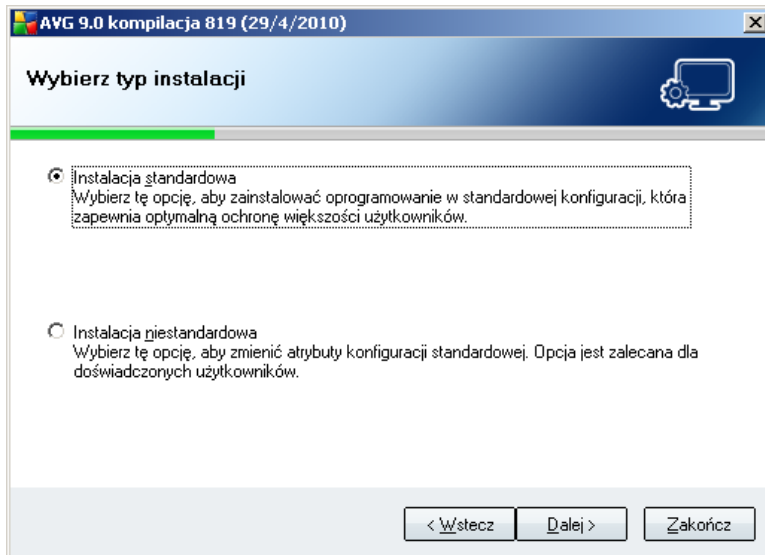 AVG 9.0 kompilacja 819 (29/4/2010)
Wybierz typ instalacji
Instalacja standardowa
Wybierz tę opcję, aby zainstalować oprogramowanie w standardowej konfiguracji, która
zapewnia optymalną ochronę większości użytkowników.
Instalacja niestandardowa
Wybierz tę opcję, aby zmienić atrybuty konfiguracji standardowej. Opcja jest zalecana dla
doświadczonych użytkowników.
< Wstecz Dalej > Zakończ